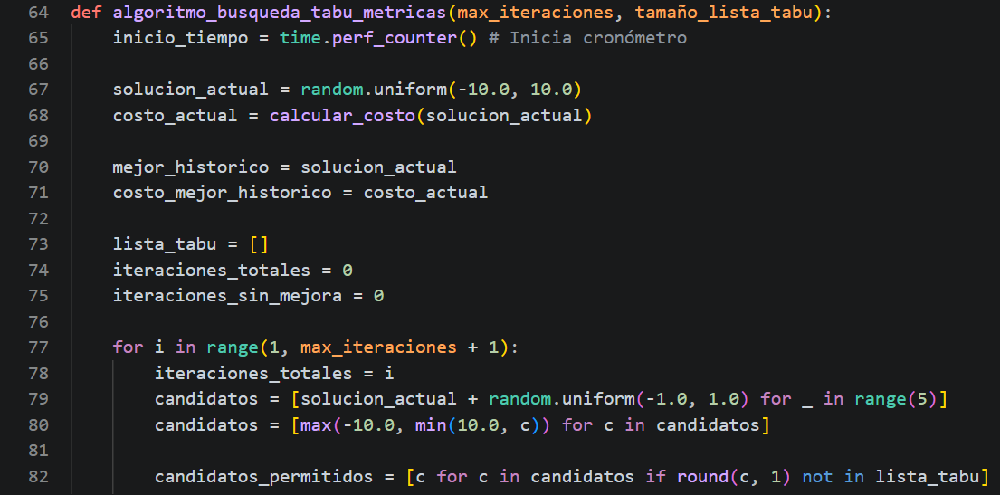 64 def algoritmo_busqueda_tabu_metricas(max_iteraciones, tamaño_lista_tabu):
65     inicio_tiempo = time.perf_counter() # Inicia cronómetro
66
67     solucion_actual = random.uniform(-10.0, 10.0)
68     costo_actual = calcular_costo(solucion_actual)
69
70     mejor_historico = solucion_actual
71     costo_mejor_historico = costo_actual
72
73     lista_tabu = []
74     iteraciones_totales = 0
75     iteraciones_sin_mejora = 0
76
77     for i in range(1, max_iteraciones + 1):
78         iteraciones_totales = i
79         candidatos = [solucion_actual + random.uniform(-1.0, 1.0) for _ in range(5)]
80         candidatos = [max(-10.0, min(10.0, c)) for c in candidatos]
81
82         candidatos_permitidos = [c for c in candidatos if round(c, 1) not in lista_tabu]